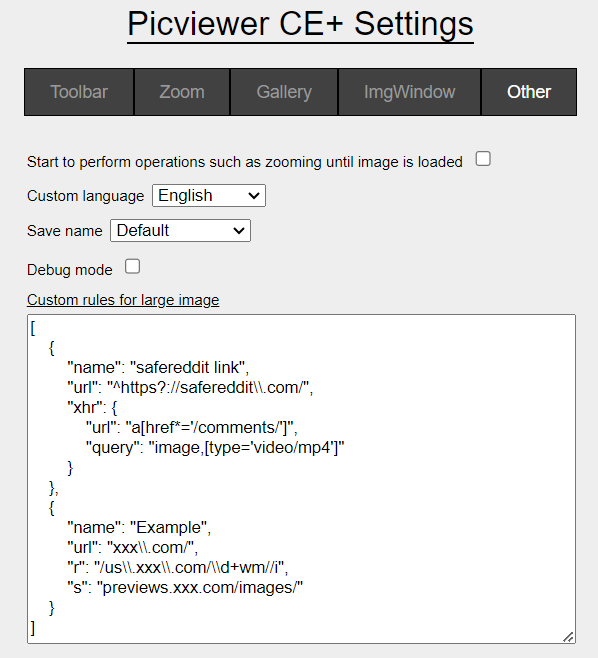 Picviewer CE+ Settings
Toolbar Zoom Gallery ImgWindow Other
Start to perform operations such as zooming until image is loaded
Custom language English
Save name Default
Debug mode
Custom rules for large image
[
{
"name": "safereddit link",
"url": "^https?://safereddit\\.com/",
"xhr": {
"url": "a[href*='/comments/']",
"query": "image,[type='video/mp4']"
}
},
{
"name": "Example",
"url": "xxx\\.com/",
"r": "/us\\.xxx\\.com/\\d+wm//i",
"s": "previews.xxx.com/images/"
}
]